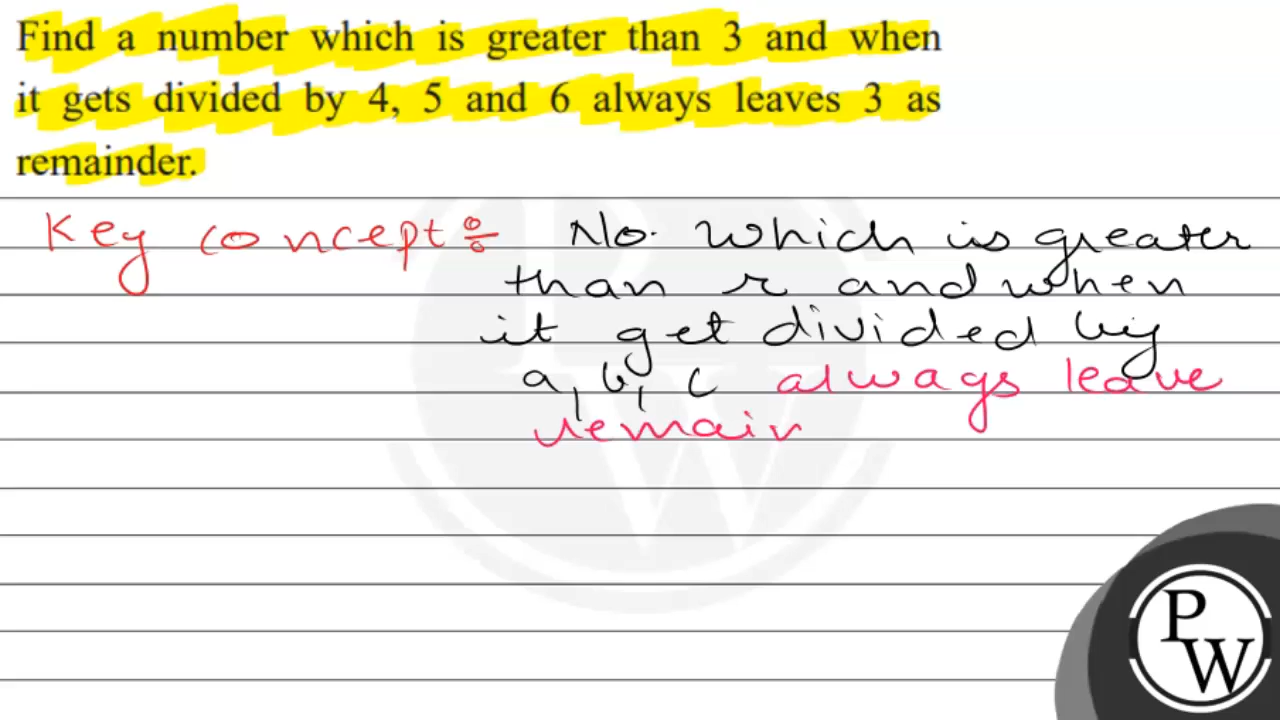 Find a number which is greater than 3 and when
it gets divided by 4, 5 and 6 always leaves 3 as
remainder.
Key concept÷ No. which is greater
than r and when
it get divided by
a, b, c always leave
remain
PW
PW